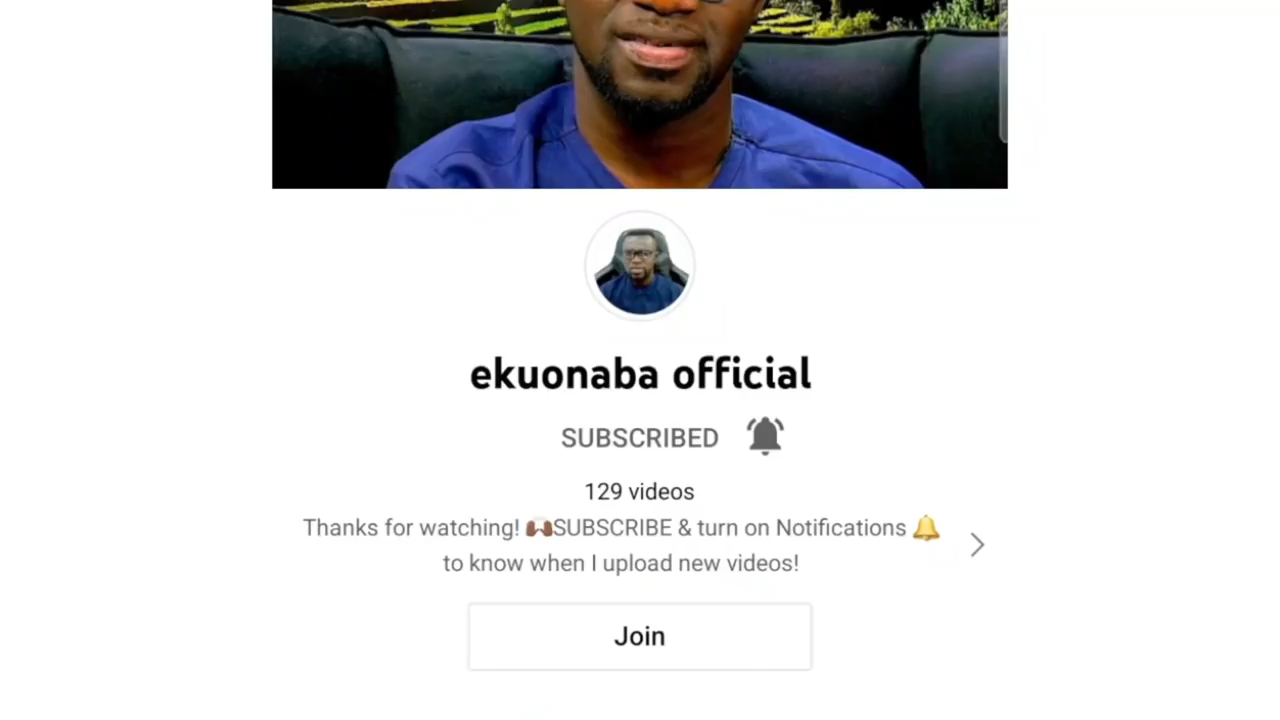 ekuonaba official
SUBSCRIBED
129 videos
Thanks for watching! 🙌🏾SUBSCRIBE & turn on Notifications 🔔
to know when I upload new videos!
Join